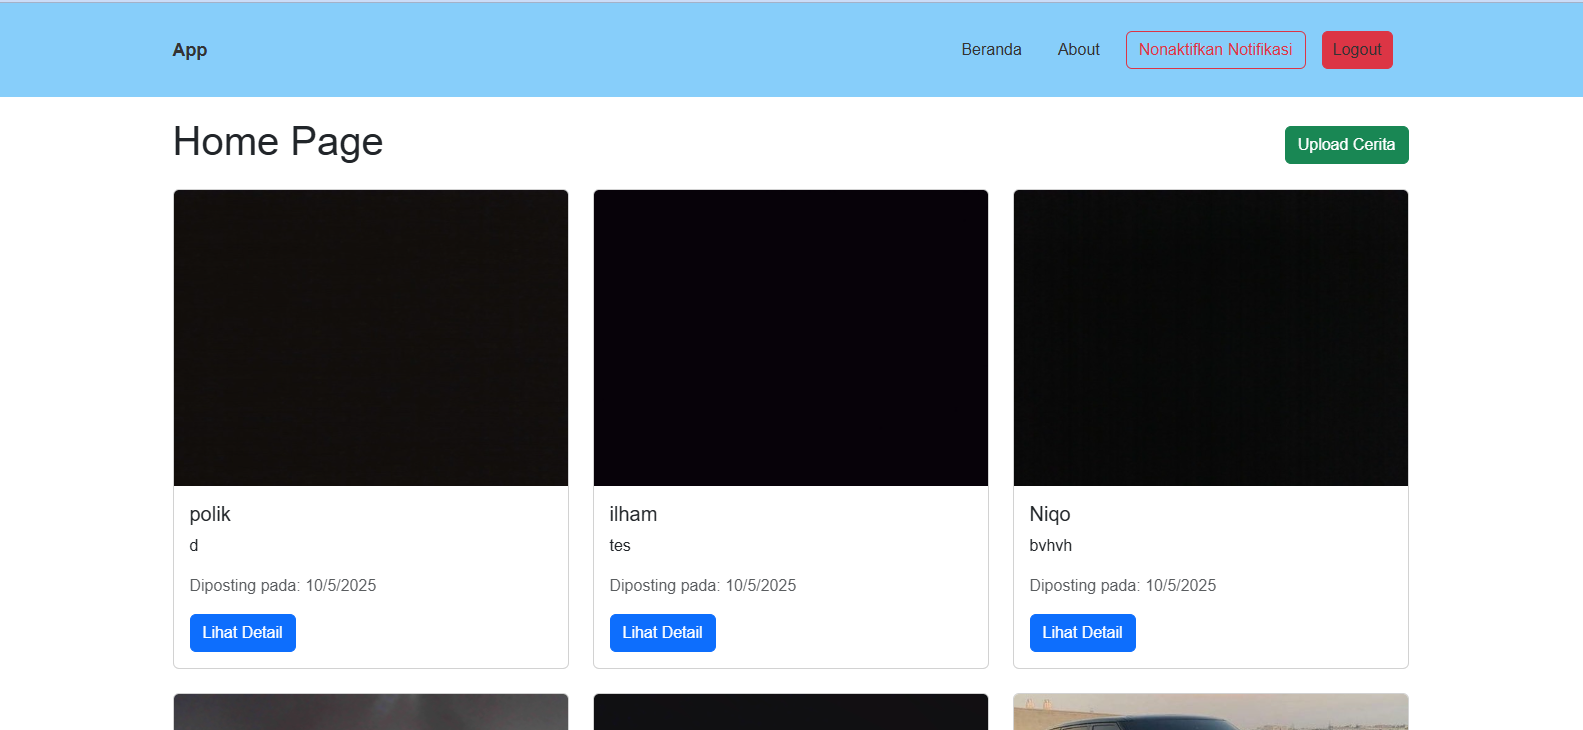 App
Beranda
About
Nonaktifkan Notifikasi
Logout
Home Page
Upload Cerita
polik
d
Diposting pada: 10/5/2025
Lihat Detail
ilham
tes
Diposting pada: 10/5/2025
Lihat Detail
Niqo
bvhvh
Diposting pada: 10/5/2025
Lihat Detail